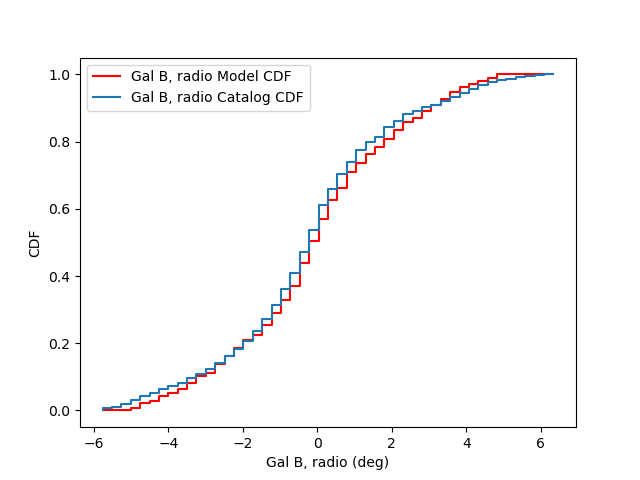 Gal B, radio Model CDF
Gal B, radio Catalog CDF
1.0
0.8
0.6
0.4
0.2
0.0
CDF
−6 −4 −2 0 2 4 6
Gal B, radio (deg)